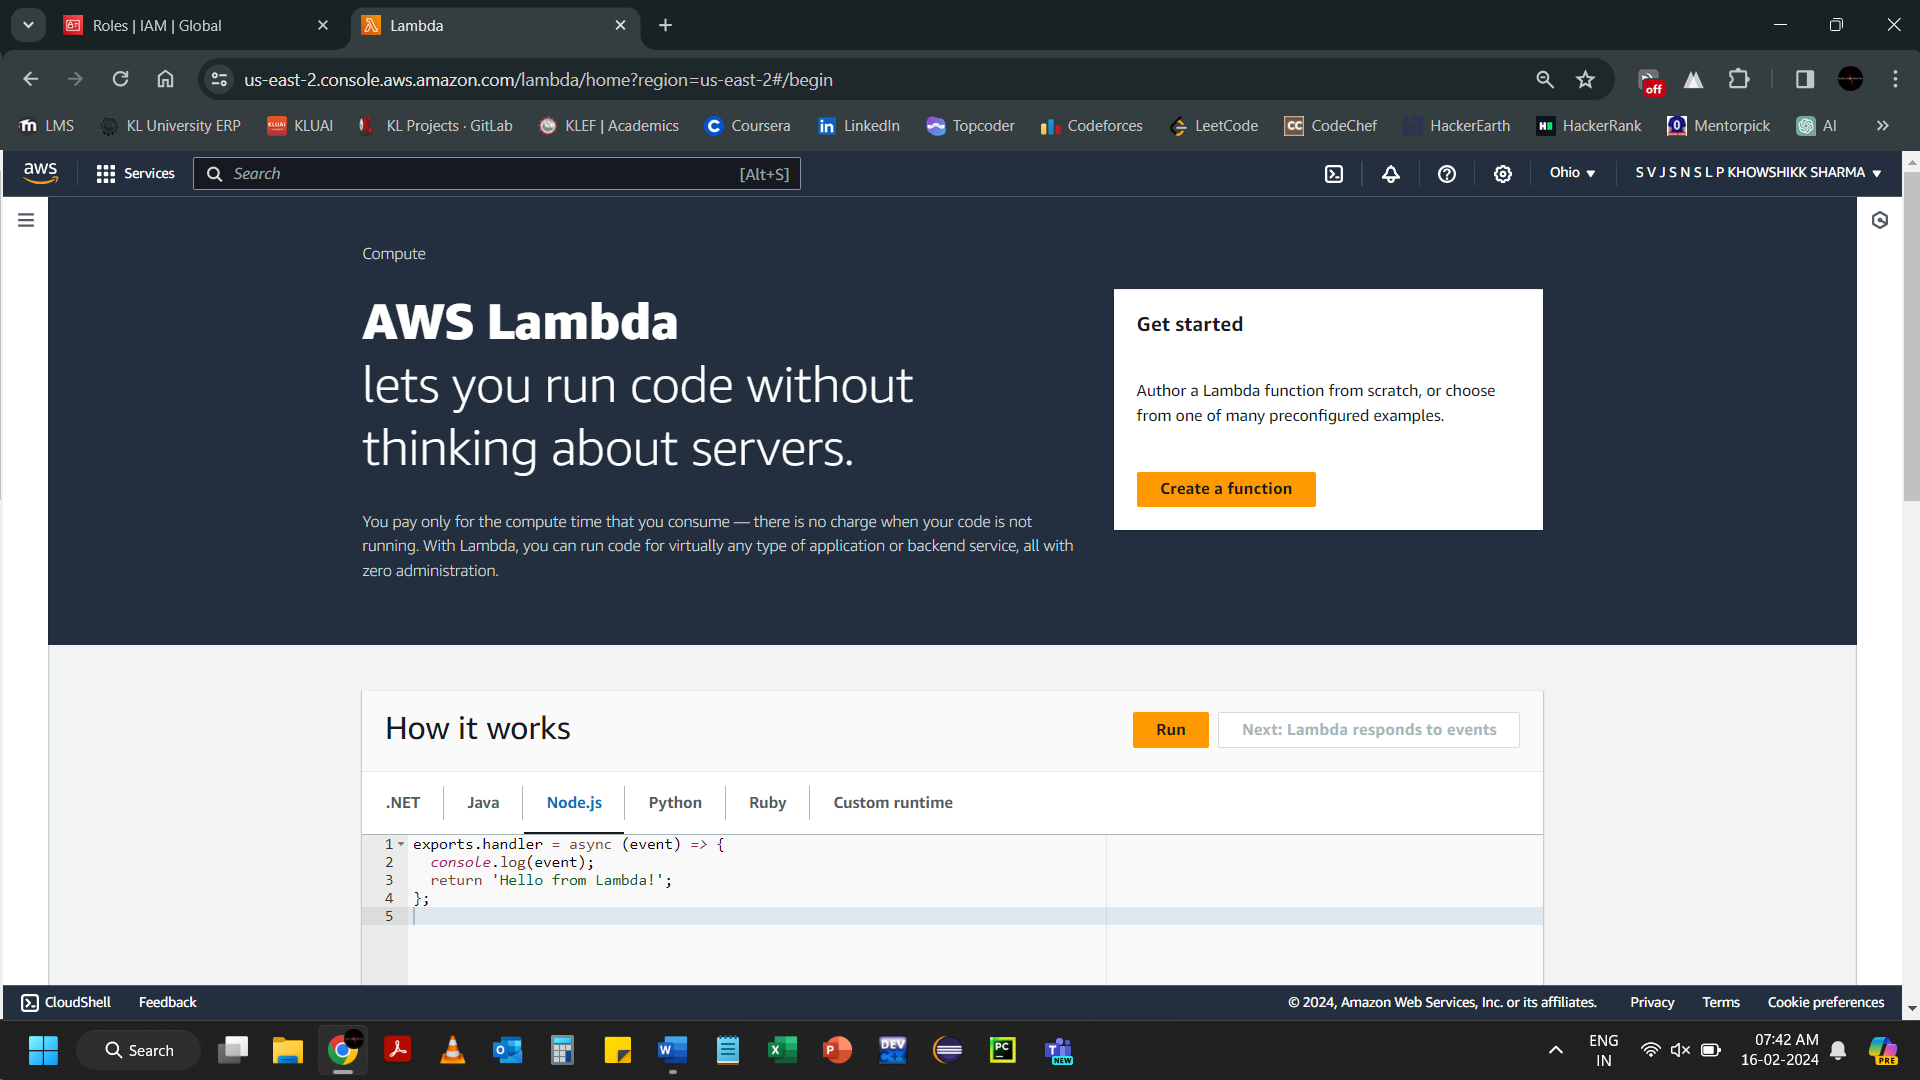 Roles | IAM | Global
Lambda
us-east-2.console.aws.amazon.com/lambda/home?region=us-east-2#/begin
off
LMS
KL University ERP
KLUAI
KL Projects · GitLab
KLEF | Academics
Coursera
LinkedIn
Topcoder
Codeforces
LeetCode
CodeChef
HackerEarth
HackerRank
Mentorpick
AI
aws
Services
Search
[Alt+S]
Ohio
S V J S N S L P KHOWSHIKK SHARMA
Compute
AWS Lambda
lets you run code without
thinking about servers.
You pay only for the compute time that you consume — there is no charge when your code is not
running. With Lambda, you can run code for virtually any type of application or backend service, all with
zero administration.
Get started
Author a Lambda function from scratch, or choose
from one of many preconfigured examples.
Create a function
How it works
Run
Next: Lambda responds to events
.NET
Java
Node.js
Python
Ruby
Custom runtime
1 exports.handler = async (event) => {
2 console.log(event);
3 return 'Hello from Lambda!';
4 };
5
CloudShell
Feedback
© 2024, Amazon Web Services, Inc. or its affiliates.
Privacy
Terms
Cookie preferences
Search
DEV
PC
NEW
ENG
IN
07:42 AM
16-02-2024
PRE